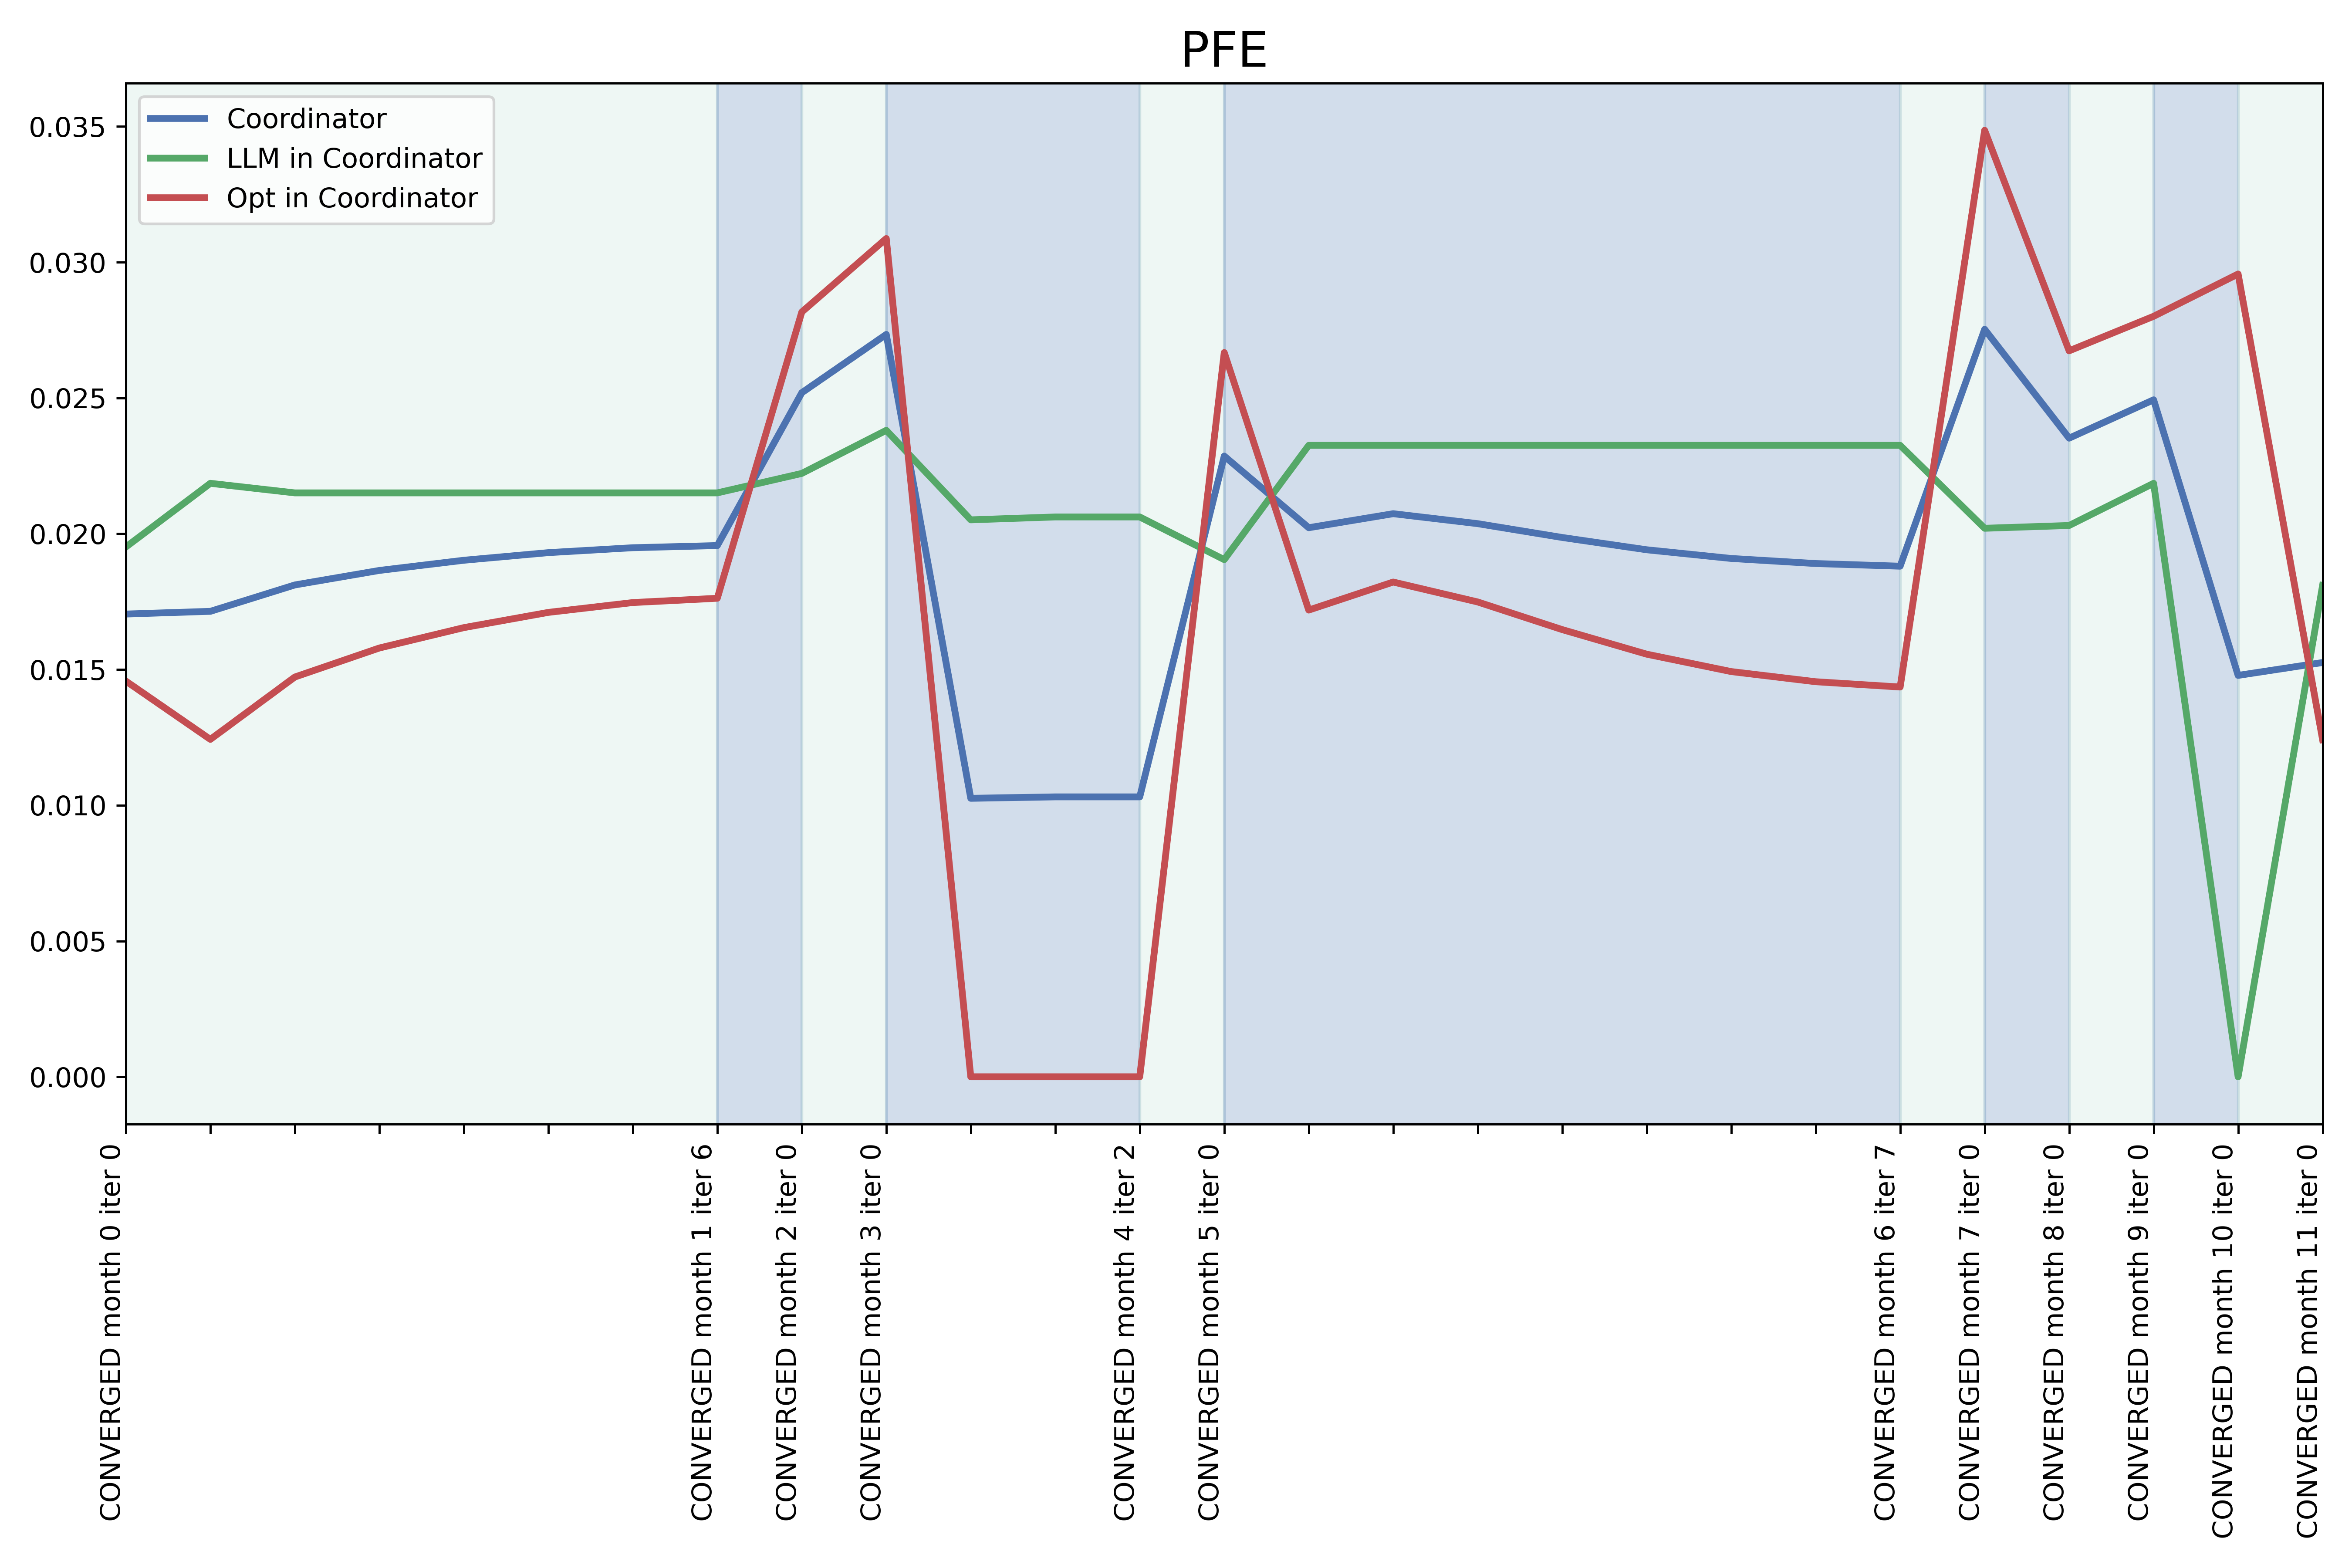 PFE
Coordinator
LLM in Coordinator
Opt in Coordinator
0.035
0.030
0.025
0.020
0.015
0.010
0.005
0.000
CONVERGED month 0 iter 0
CONVERGED month 1 iter 6
CONVERGED month 2 iter 0
CONVERGED month 3 iter 0
CONVERGED month 4 iter 2
CONVERGED month 5 iter 0
CONVERGED month 6 iter 7
CONVERGED month 7 iter 0
CONVERGED month 8 iter 0
CONVERGED month 9 iter 0
CONVERGED month 10 iter 0
CONVERGED month 11 iter 0